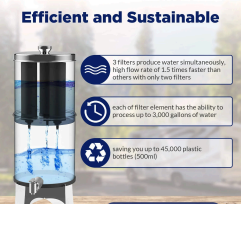 Efficient and Sustainable
3 filters produce water simultaneously,
high flow rate of 1.5 times faster than
others with only two filters
each of filter element has the ability to
process up to 3,000 gallons of water
saving you up to 45,000 plastic
bottles (500ml)